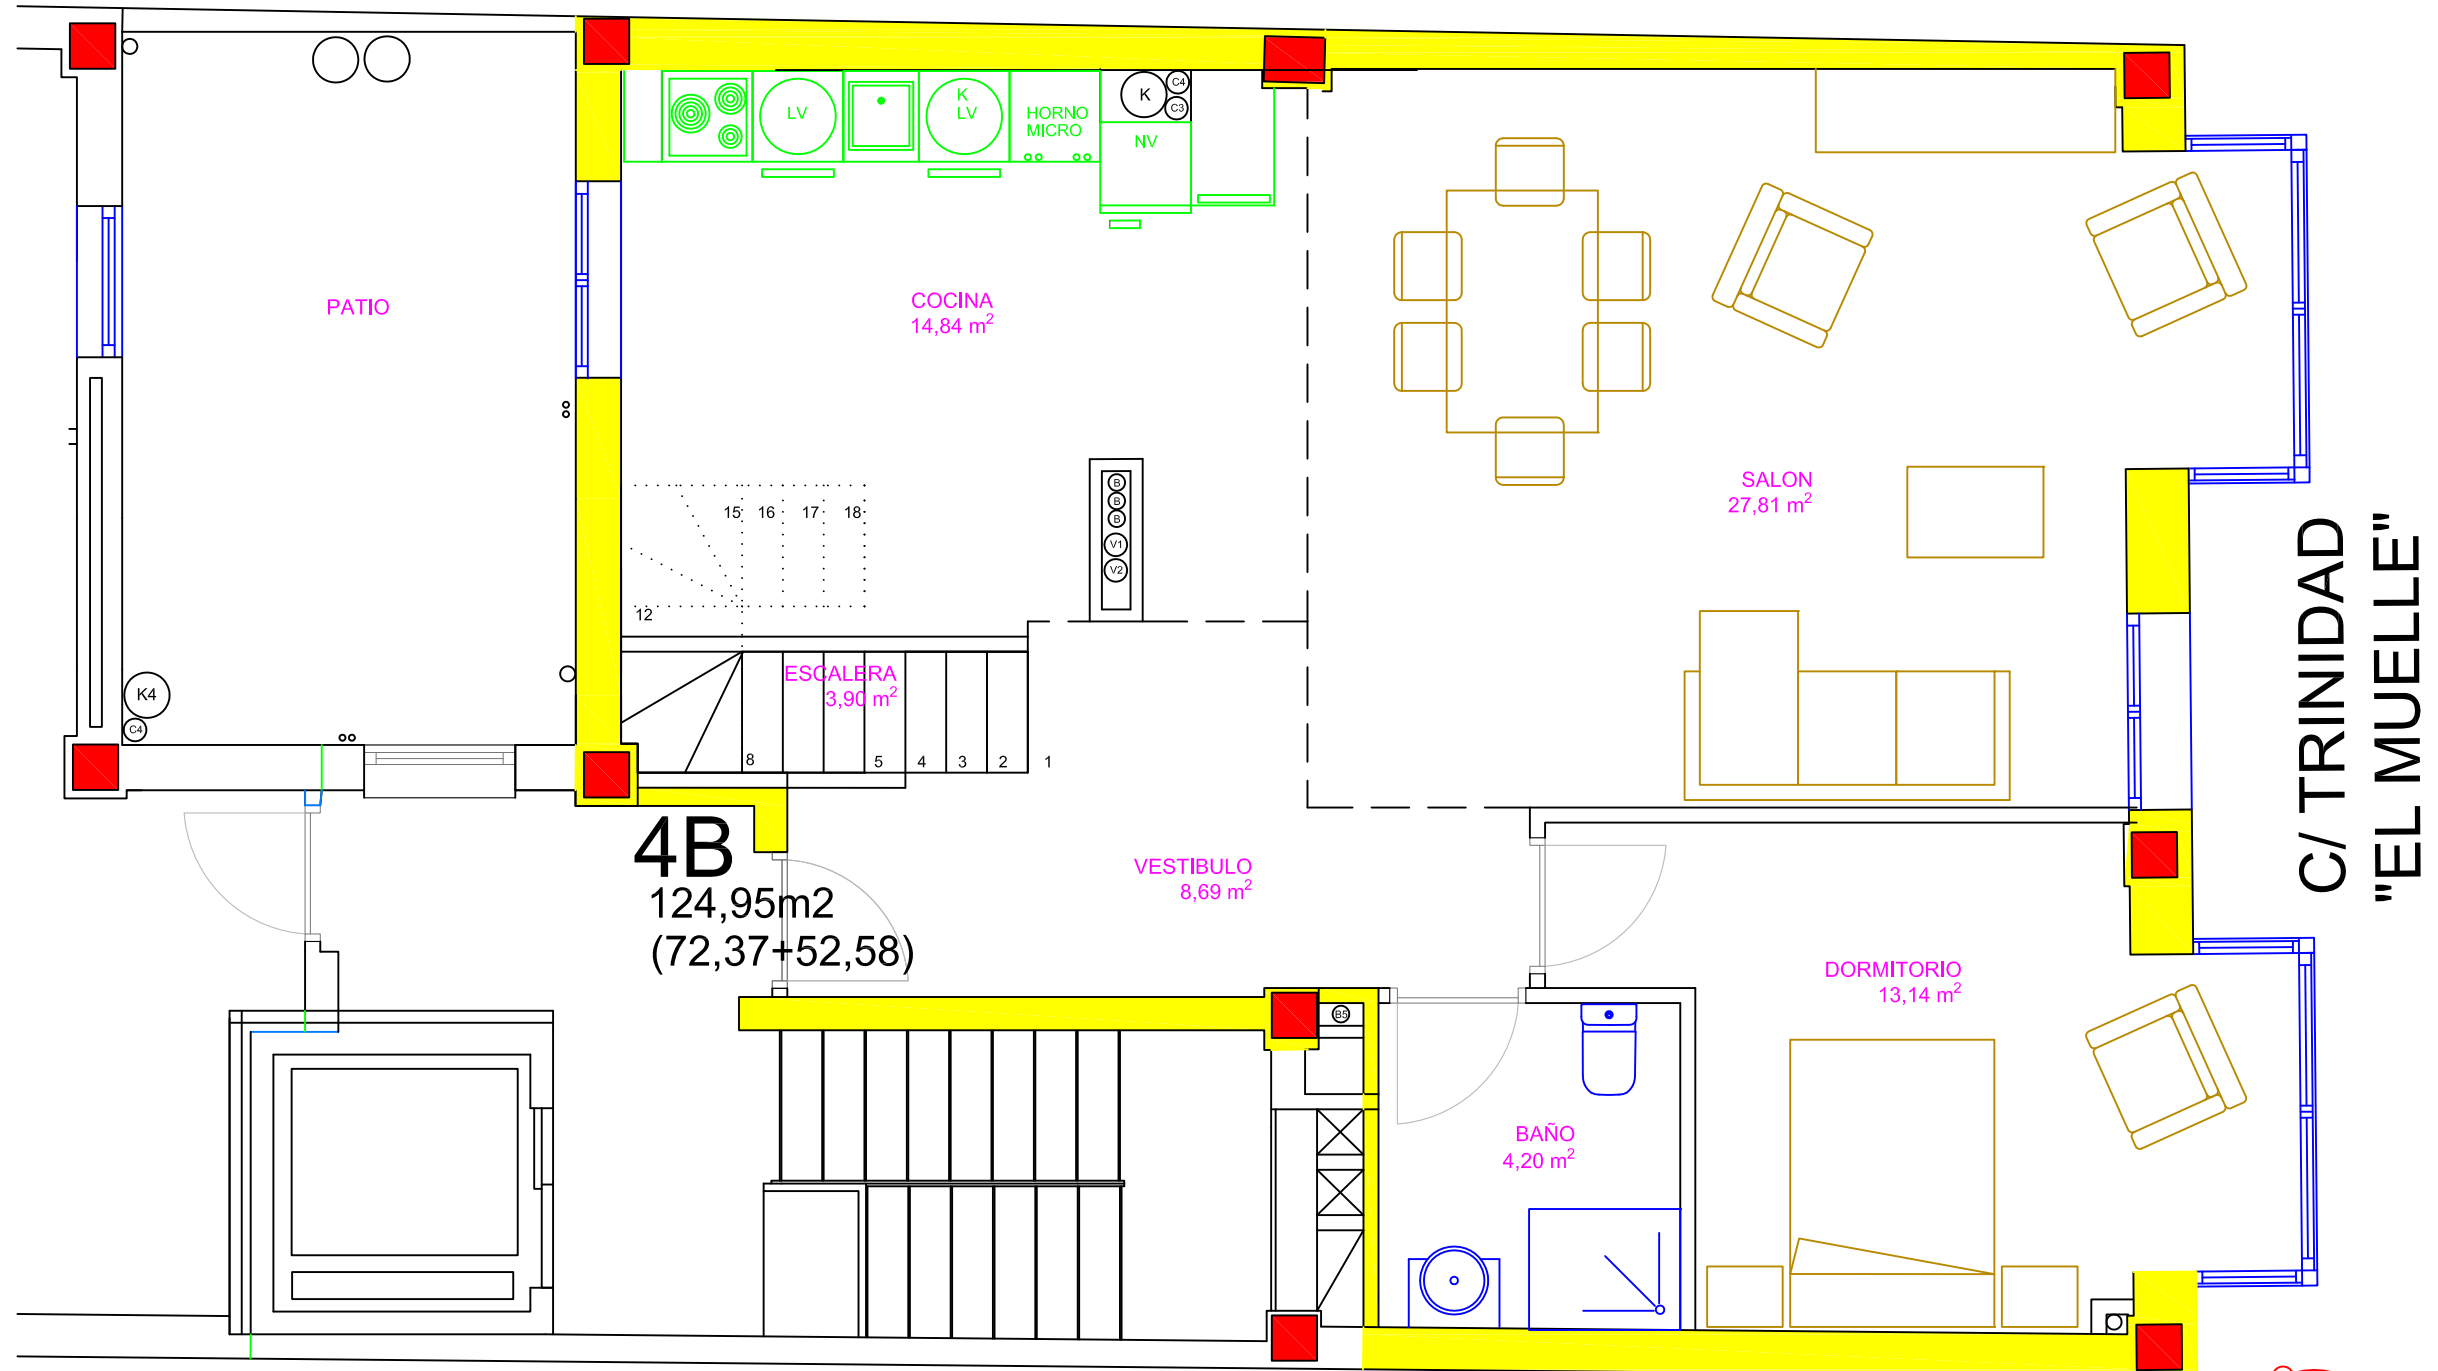 LV
K
LV
HORNO
MICRO
K
C4
C3
NV
PATIO
COCINA
14,84 m²
SALON
27,81 m²
15
16
17
18
12
B
B
B
V1
V2
ESCALERA
3,90 m²
8
5
4
3
2
1
K4
C4
4B
124,95m2
(72,37+52,58)
VESTIBULO
8,69 m²
DORMITORIO
13,14 m²
B5
BAÑO
4,20 m²
C/ TRINIDAD
"EL MUELLE"